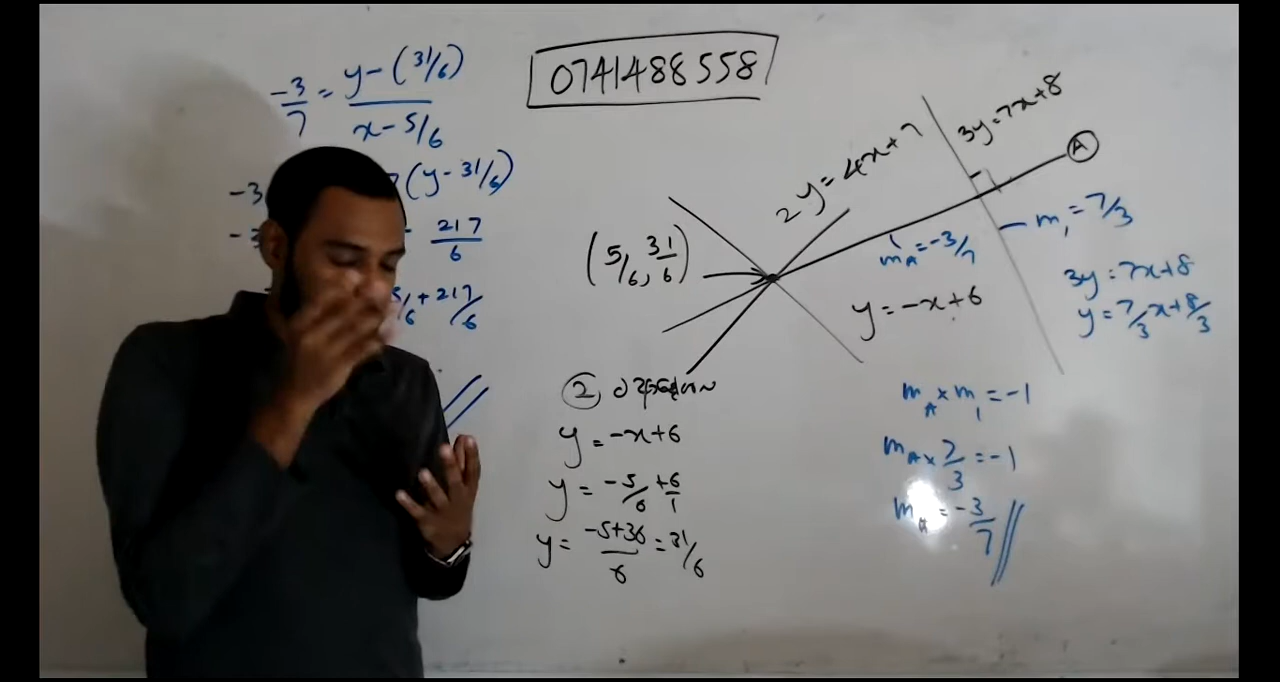 -3/7 = y-(31/6) / x-5/6
-3
(y-31/6)
-3
217/6
5/6 + 217/6
0741488558
2y = 4x+7
3y=7x+8
A
(5/6, 31/6)
mA = -3/7
m1 = 7/3
y = -x+6
3y = 7x+8
y = 7/3x+8/3
2
y = -x+6
y = -5/6 + 6/1
y = -5+36/6 = 31/6
mA × m1 = -1
mA × 7/3 = -1
mA = -3/7